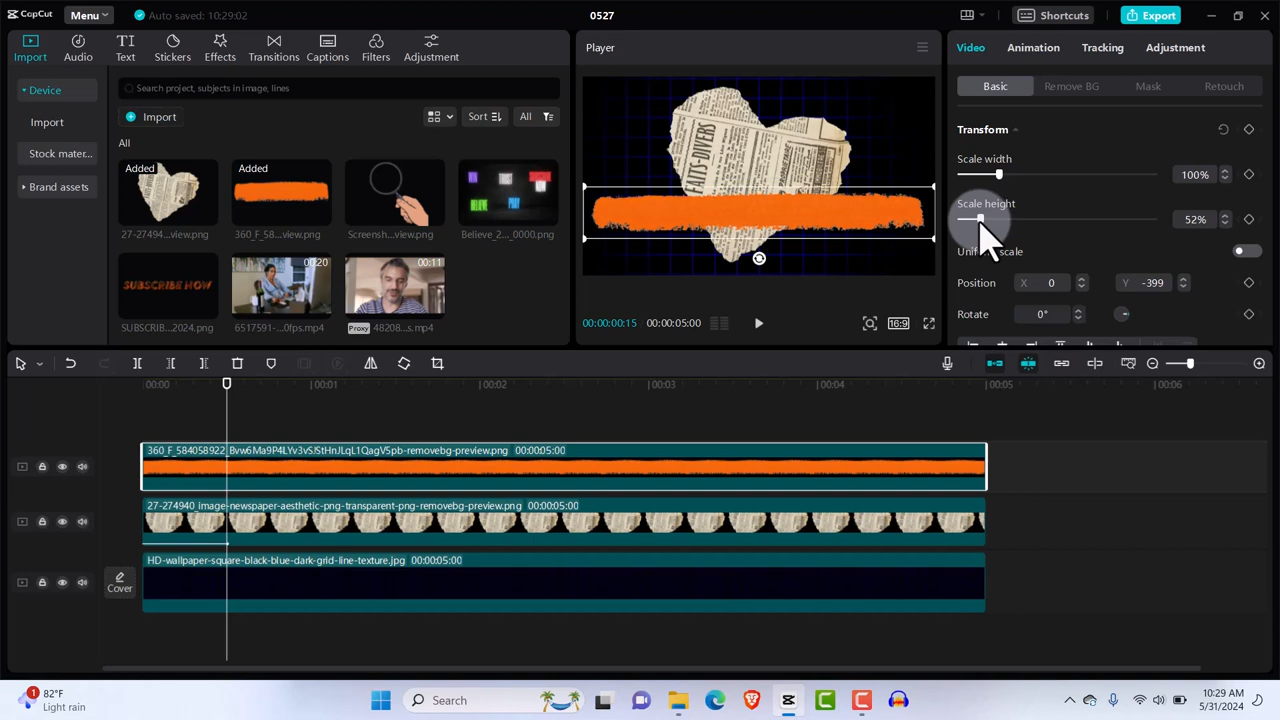 CapCut
Menu
Auto saved: 10:29:02
0527
Shortcuts
Export
Import
Audio
Text
Stickers
Effects
Transitions
Captions
Filters
Adjustment
Device
Import
Stock mater...
Brand assets
Search project, subjects in image, lines
Import
Sort
All
All
Added
27-27494...view.png
Added
360_F_58...view.png
Screensh...view.png
Believe_2..._0000.png
SUBSCRIBE NOW
SUBSCRIB...2024.png
00:20
6517591-...0fps.mp4
00:11
Proxy
48208...s.mp4
Player
FAITS-DIVERS
00:00:00:15
00:00:05:00
16:9
Video
Animation
Tracking
Adjustment
Basic
Remove BG
Mask
Retouch
Transform
Scale width
100%
Scale height
52%
Position
X 0
Y -399
Rotate
0°
00:00
00:01
00:02
00:03
00:04
00:05
00:06
360_F_584058922_Bvw6Ma9P4LYv3vSJStHnJLqL1QagV5pb-removebg-preview.png 00:00:05:00
27-274940_image-newspaper-aesthetic-png-transparent-png-removebg-preview.png 00:00:05:00
HD-wallpaper-square-black-blue-dark-grid-line-texture.jpg 00:00:05:00
Cover
1
82°F
Light rain
Search
10:29 AM
5/31/2024